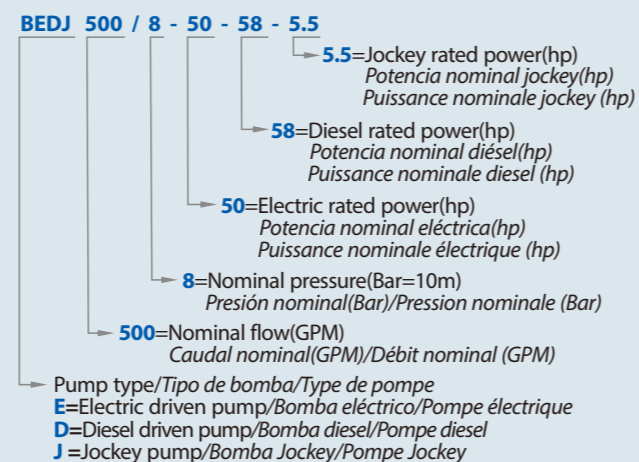 BEDJ 500 / 8 - 50 - 58 - 5.5
5.5=Jockey rated power(hp)
Potencia nominal jockey(hp)
Puissance nominale jockey (hp)
58=Diesel rated power(hp)
Potencia nominal diésel(hp)
Puissance nominale diesel (hp)
50=Electric rated power(hp)
Potencia nominal eléctrica(hp)
Puissance nominale électrique (hp)
8=Nominal pressure(Bar=10m)
Presión nominal(Bar)/Pression nominale (Bar)
500=Nominal flow(GPM)
Caudal nominal(GPM)/Débit nominal (GPM)
Pump type/Tipo de bomba/Type de pompe
E=Electric driven pump/Bomba eléctrico/Pompe électrique
D=Diesel driven pump/Bomba diesel/Pompe diesel
J =Jockey pump/Bomba Jockey/Pompe Jockey